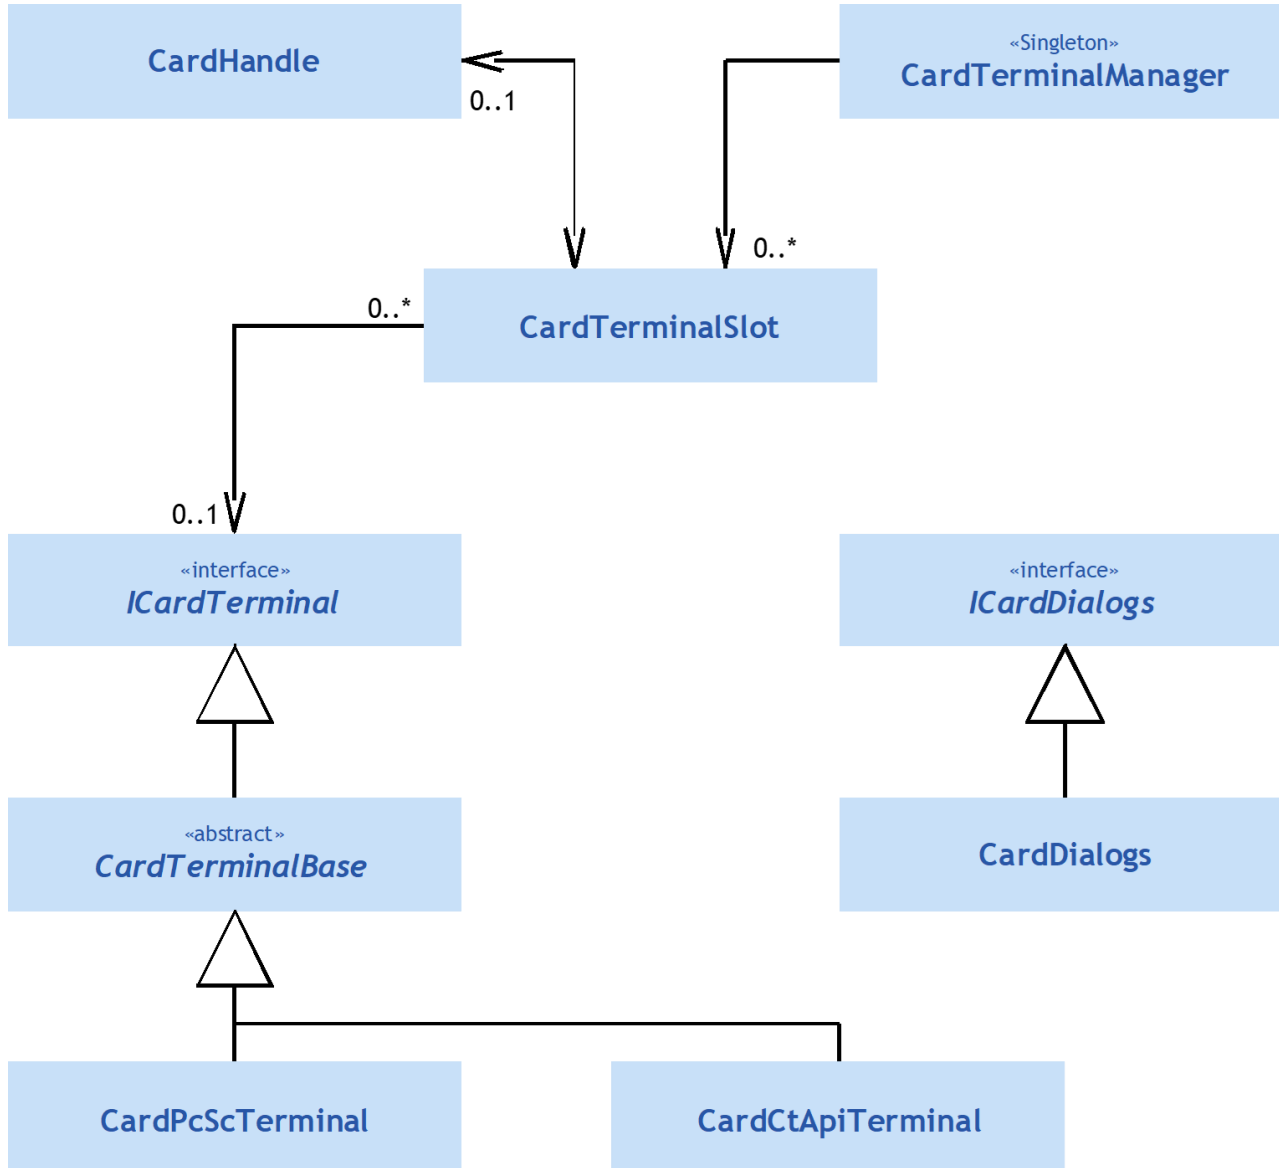 CardHandle
«Singleton»
CardTerminalManager
0..1
0..*
CardTerminalSlot
0..*
0..1
«interface»
ICardTerminal
«interface»
ICardDialogs
«abstract»
CardTerminalBase
CardDialogs
CardPcScTerminal
CardCtApiTerminal